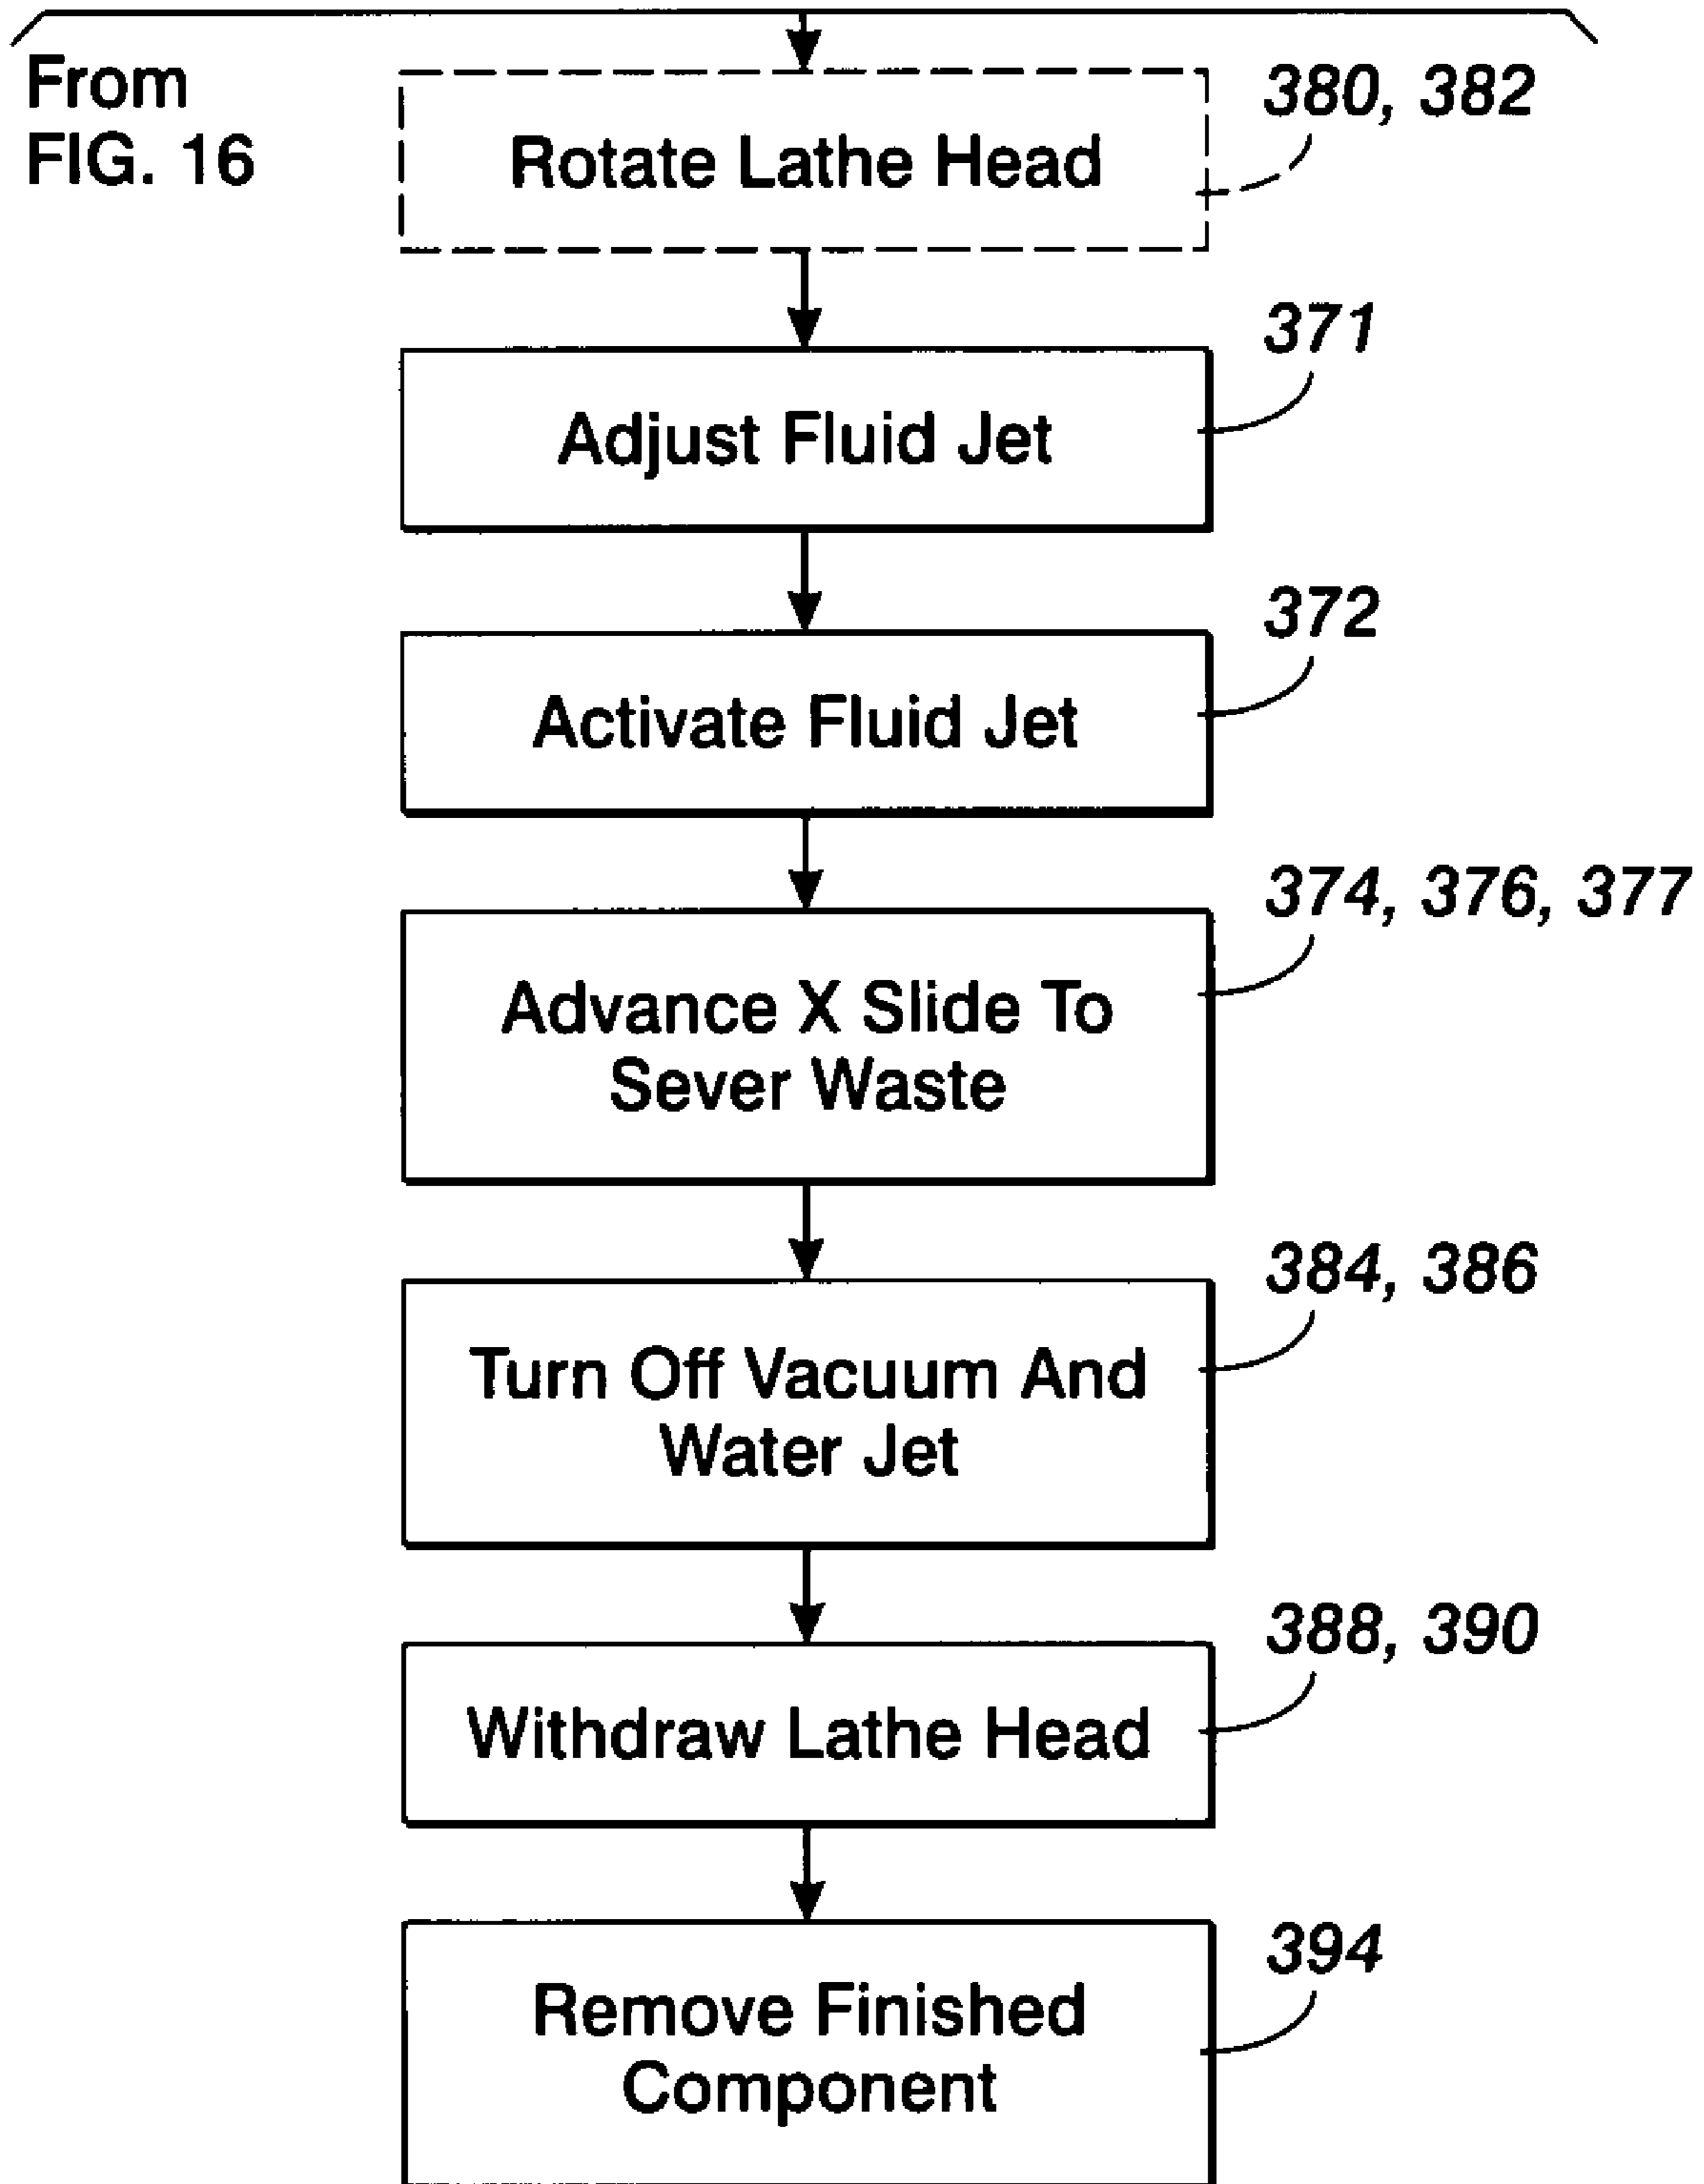 From
FIG. 16
380, 382
Rotate Lathe Head
371
Adjust Fluid Jet
372
Activate Fluid Jet
374, 376, 377
Advance X Slide To
Sever Waste
384, 386
Turn Off Vacuum And
Water Jet
388, 390
Withdraw Lathe Head
394
Remove Finished
Component